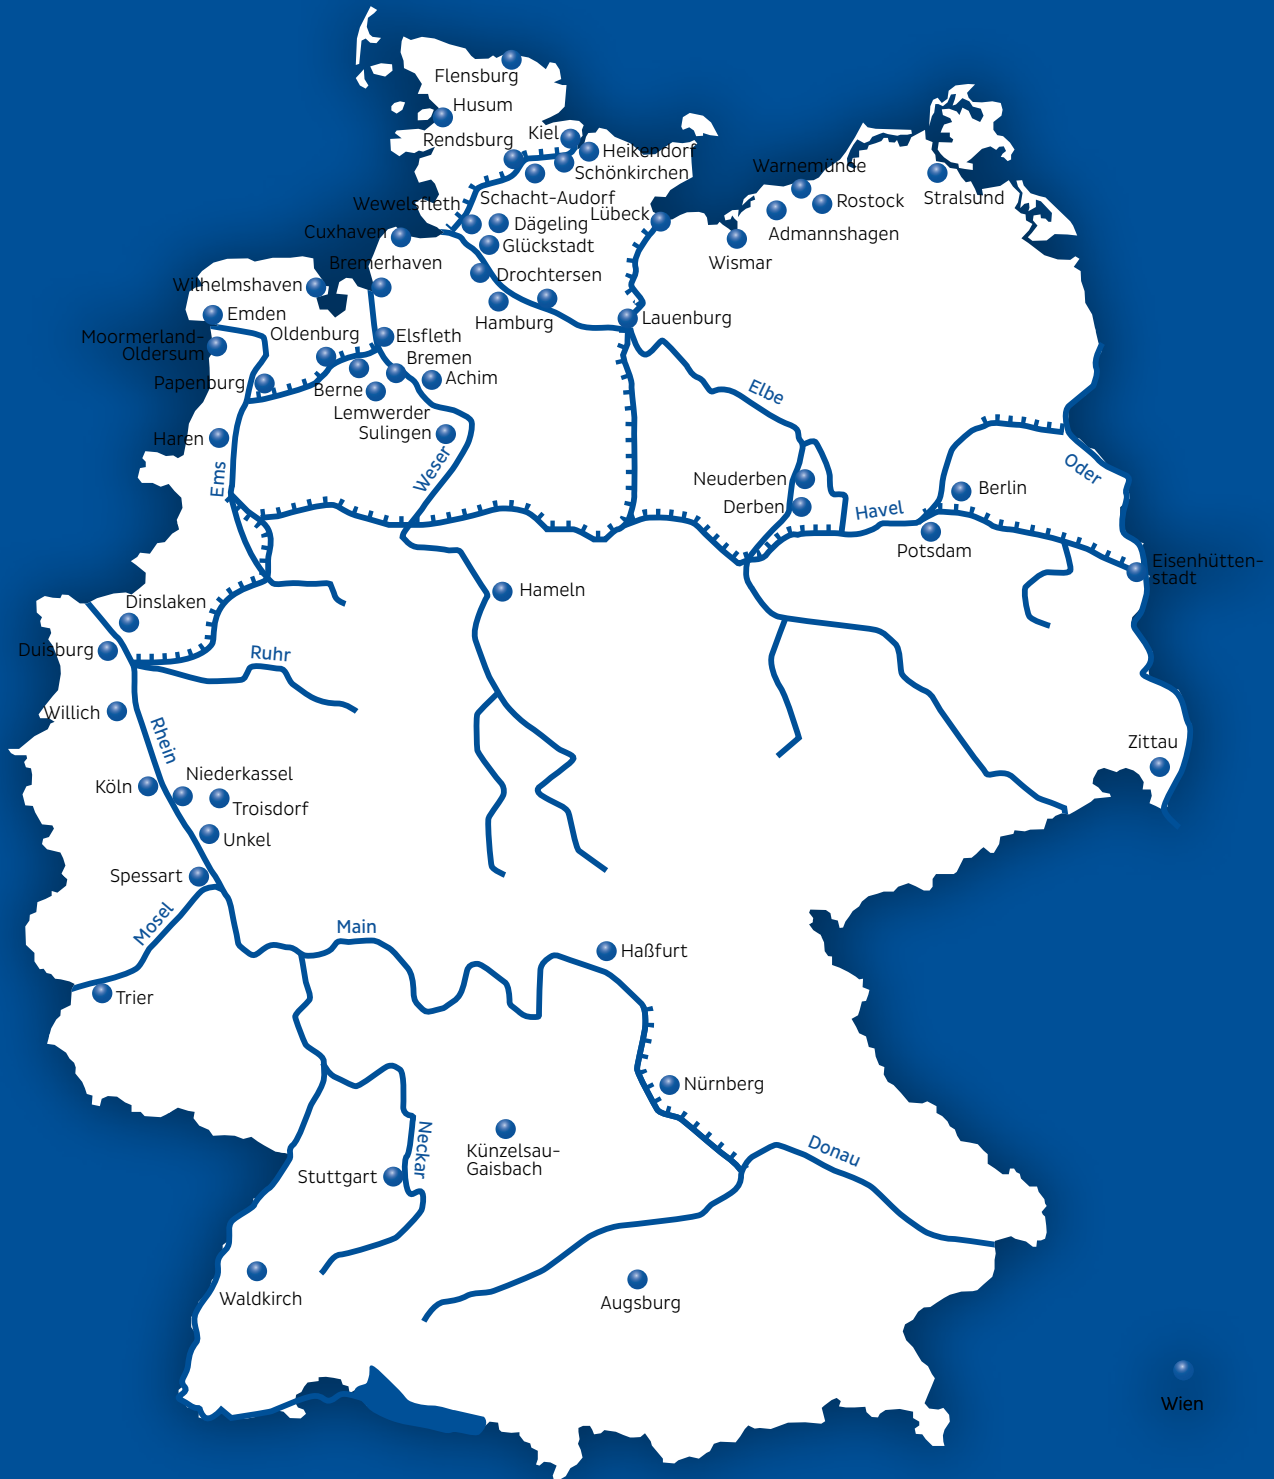 Flensburg
Husum
Kiel
Rendsburg
Heikendorf
Schönkirchen
Warnemünde
Schacht-Audorf
Stralsund
Rostock
Wewelsfleth
Lübeck
Dägeling
Cuxhaven
Admannshagen
Glückstadt
Bremerhaven
Wismar
Drochtersen
Wilhelmshaven
Emden
Hamburg
Lauenburg
Moormerland-
Oldersum
Oldenburg
Elsfleth
Bremen
Achim
Papenburg
Berne
Elbe
Lemwerder
Sulingen
Haren
Ems
Weser
Oder
Neuderben
Berlin
Derben
Havel
Potsdam
Eisenhütten-
stadt
Hameln
Dinslaken
Duisburg
Ruhr
Willich
Rhein
Zittau
Niederkassel
Köln
Troisdorf
Unkel
Spessart
Mosel
Main
Haßfurt
Trier
Nürnberg
Neckar
Künzelsau-
Gaisbach
Donau
Stuttgart
Waldkirch
Augsburg
Wien